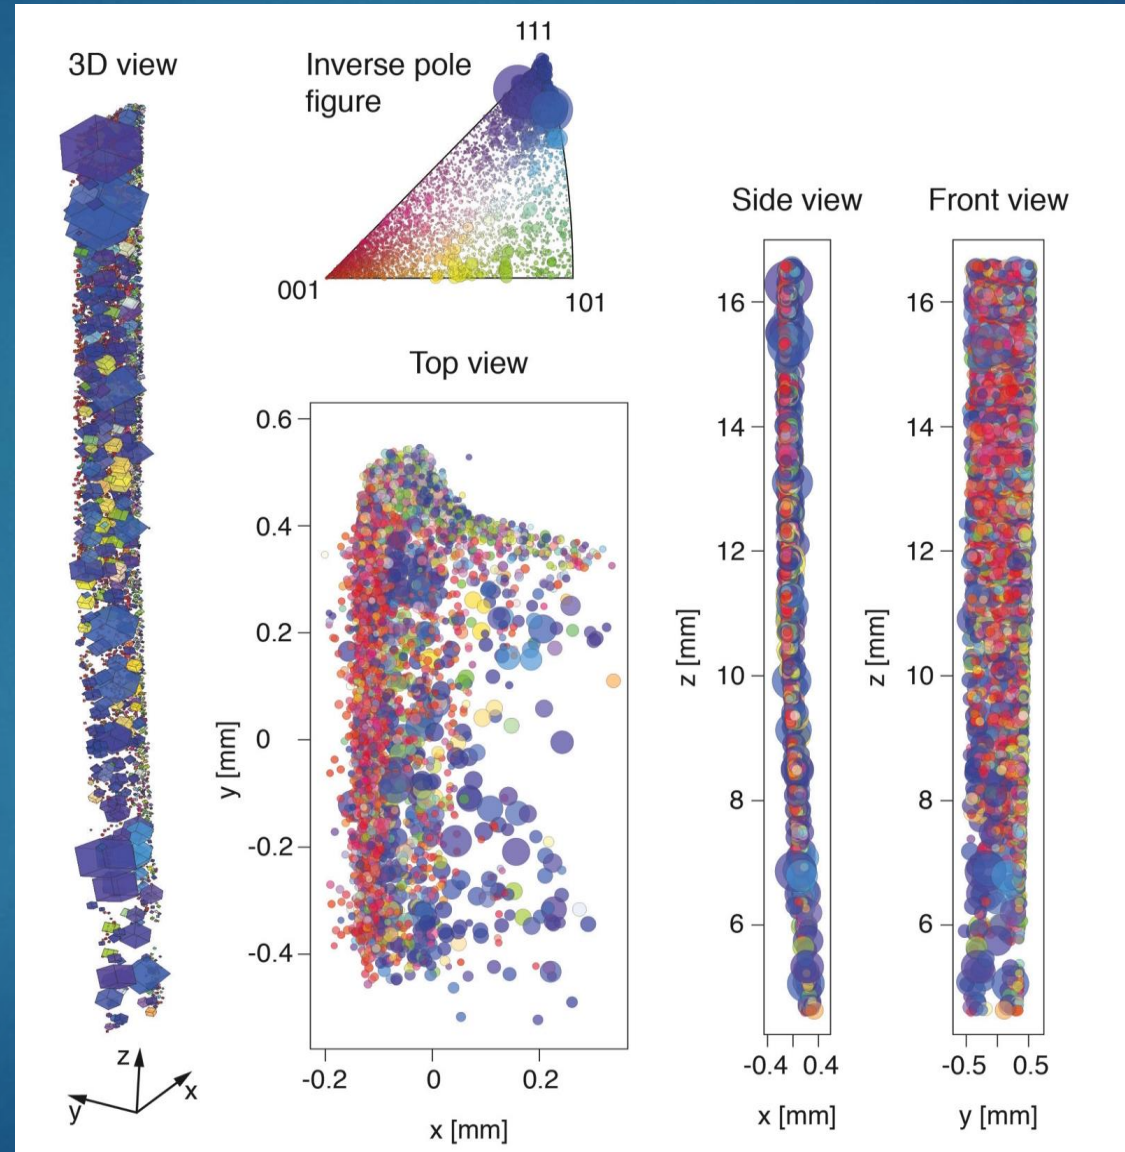 3D view
Inverse pole
figure
111
001
101
Top view
0.6
0.4
0.2
0
-0.2
-0.4
y [mm]
-0.2 0 0.2
x [mm]
z
y
x
Side view
16
14
12
10
8
6
z [mm]
-0.4 0.4
x [mm]
Front view
16
14
12
10
8
6
z [mm]
-0.5 0.5
y [mm]